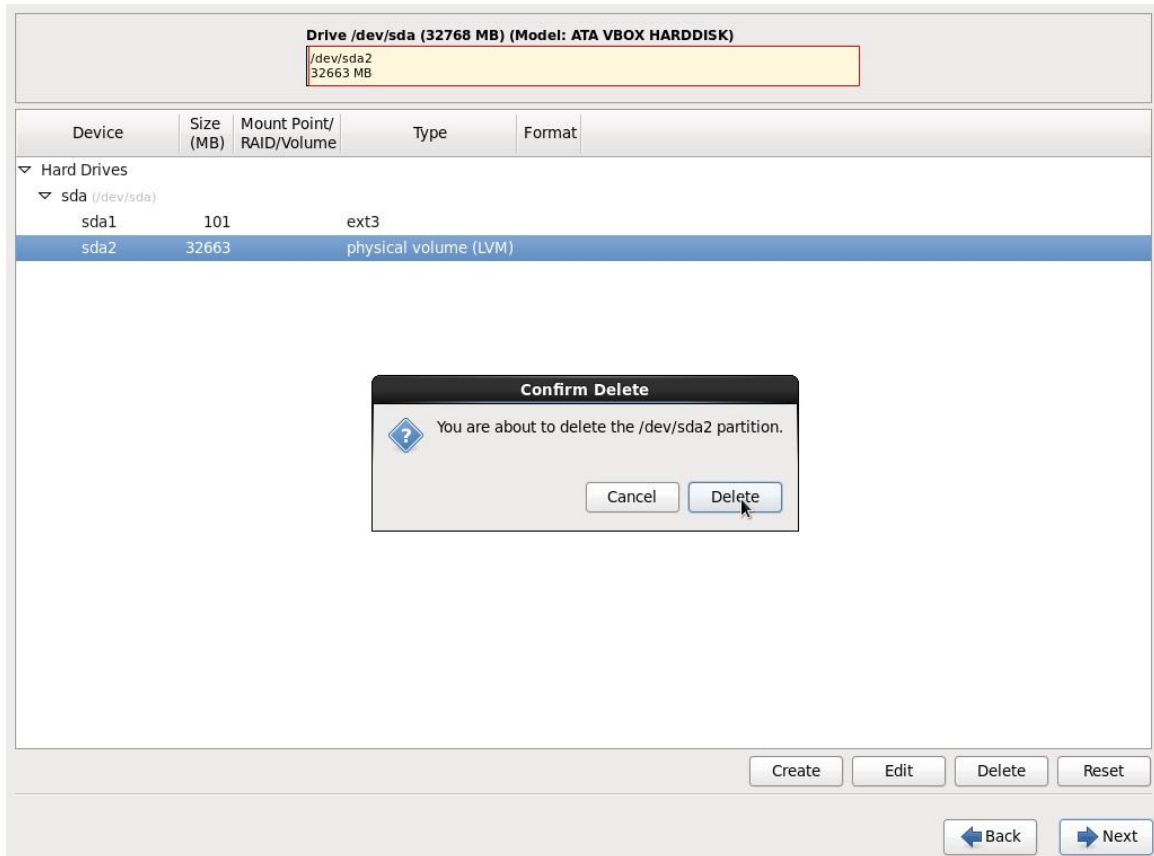 Drive /dev/sda (32768 MB) (Model: ATA VBOX HARDDISK)
/dev/sda2
32663 MB
Device Size (MB) Mount Point/ RAID/Volume Type Format
Hard Drives
sda (/dev/sda)
sda1 101 ext3
sda2 32663 physical volume (LVM)
Confirm Delete
You are about to delete the /dev/sda2 partition.
Cancel Delete
Create Edit Delete Reset
Back Next